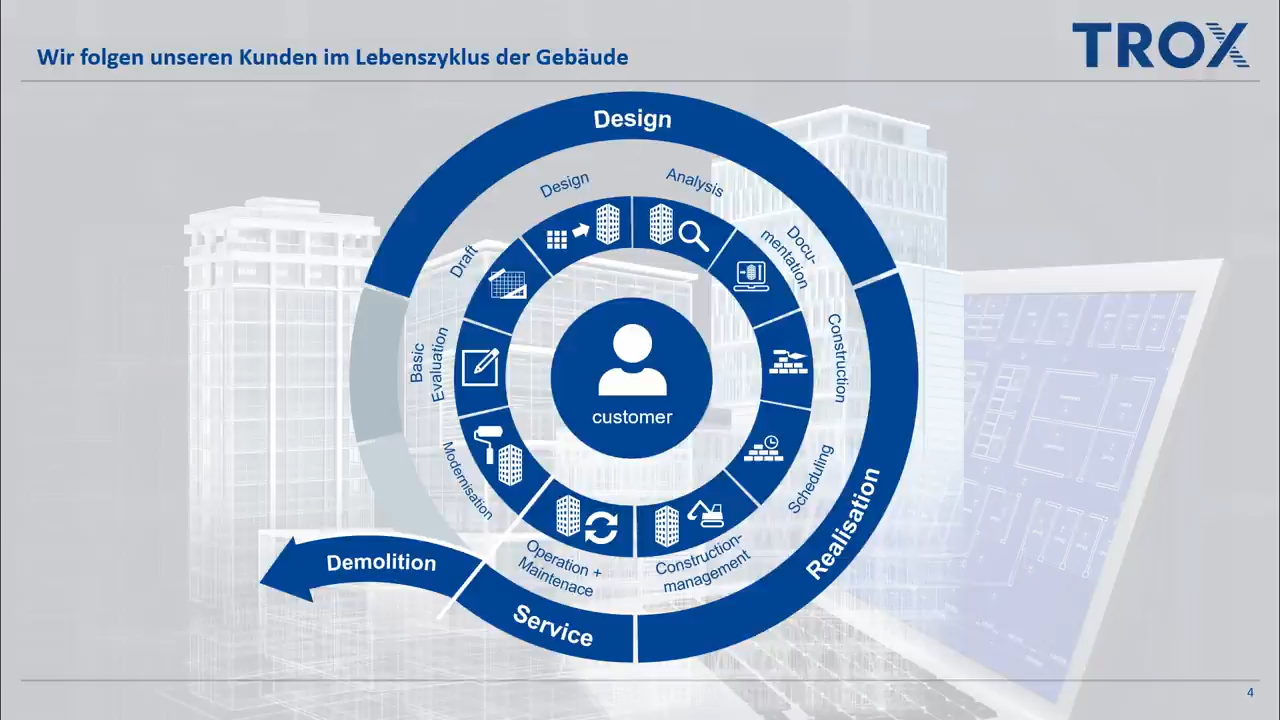 Wir folgen unseren Kunden im Lebenszyklus der Gebäude
TROX
Design
Design
Analysis
Docu-
mentation
Draft
Construction
Basic
Evaluation
customer
Modernisation
Scheduling
Realisation
Construction-
management
Operation +
Maintenace
Demolition
Service
4